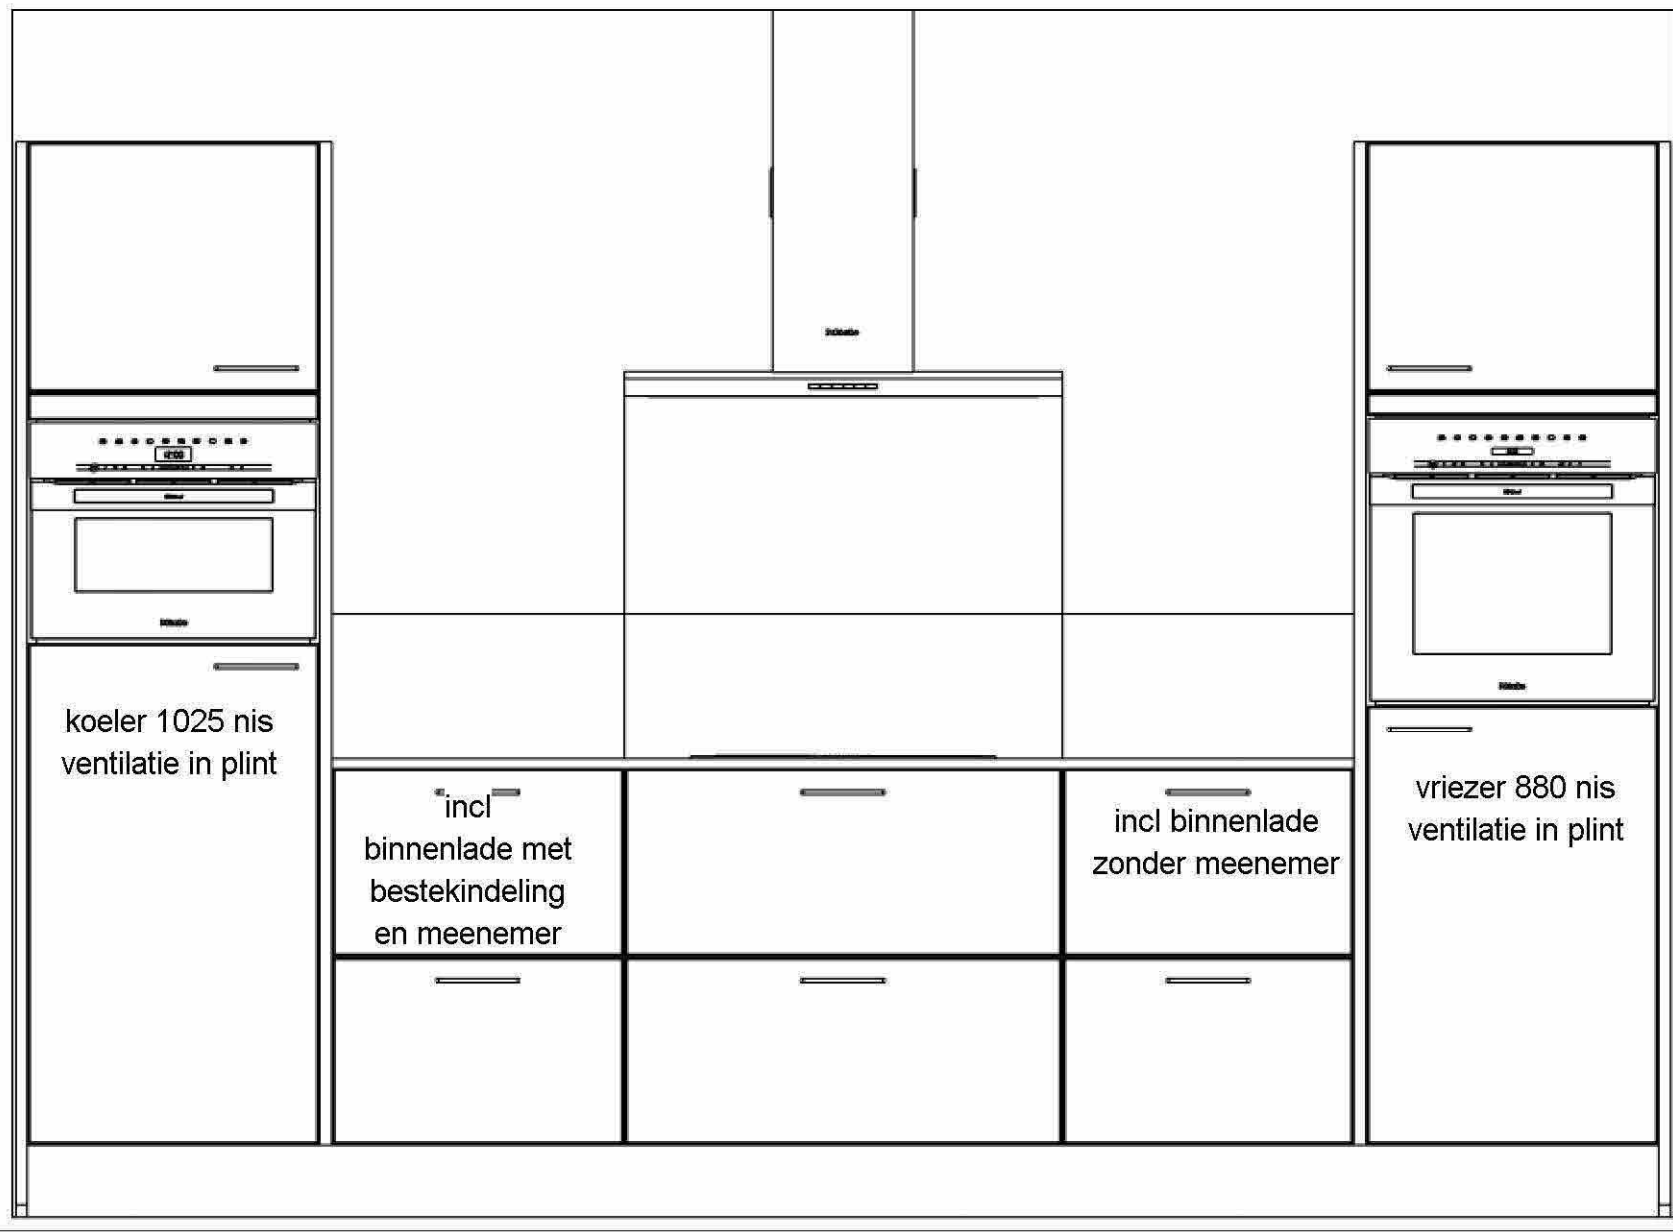 koeler 1025 nis
ventilatie in plint
incl
binnenlade met
bestekindeling
en meenemer
incl binnenlade
zonder meenemer
vriezer 880 nis
ventilatie in plint